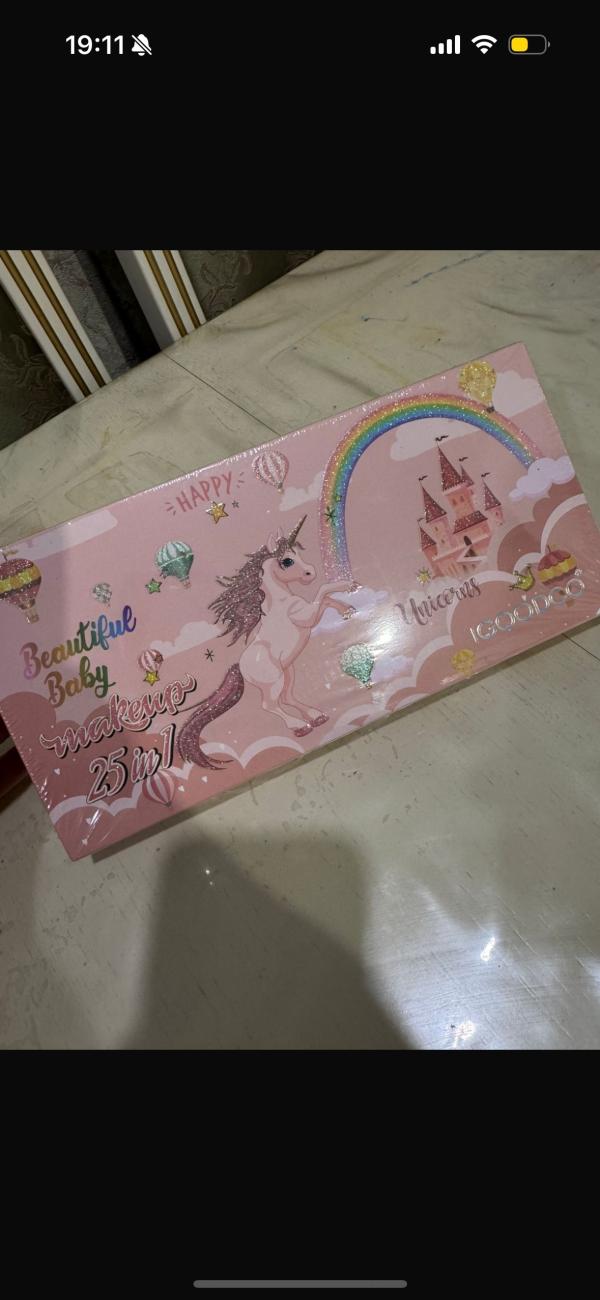 19:11
HAPPY
Beautiful
Baby
makeup
25 in 1
Unicorns
IGOODCO